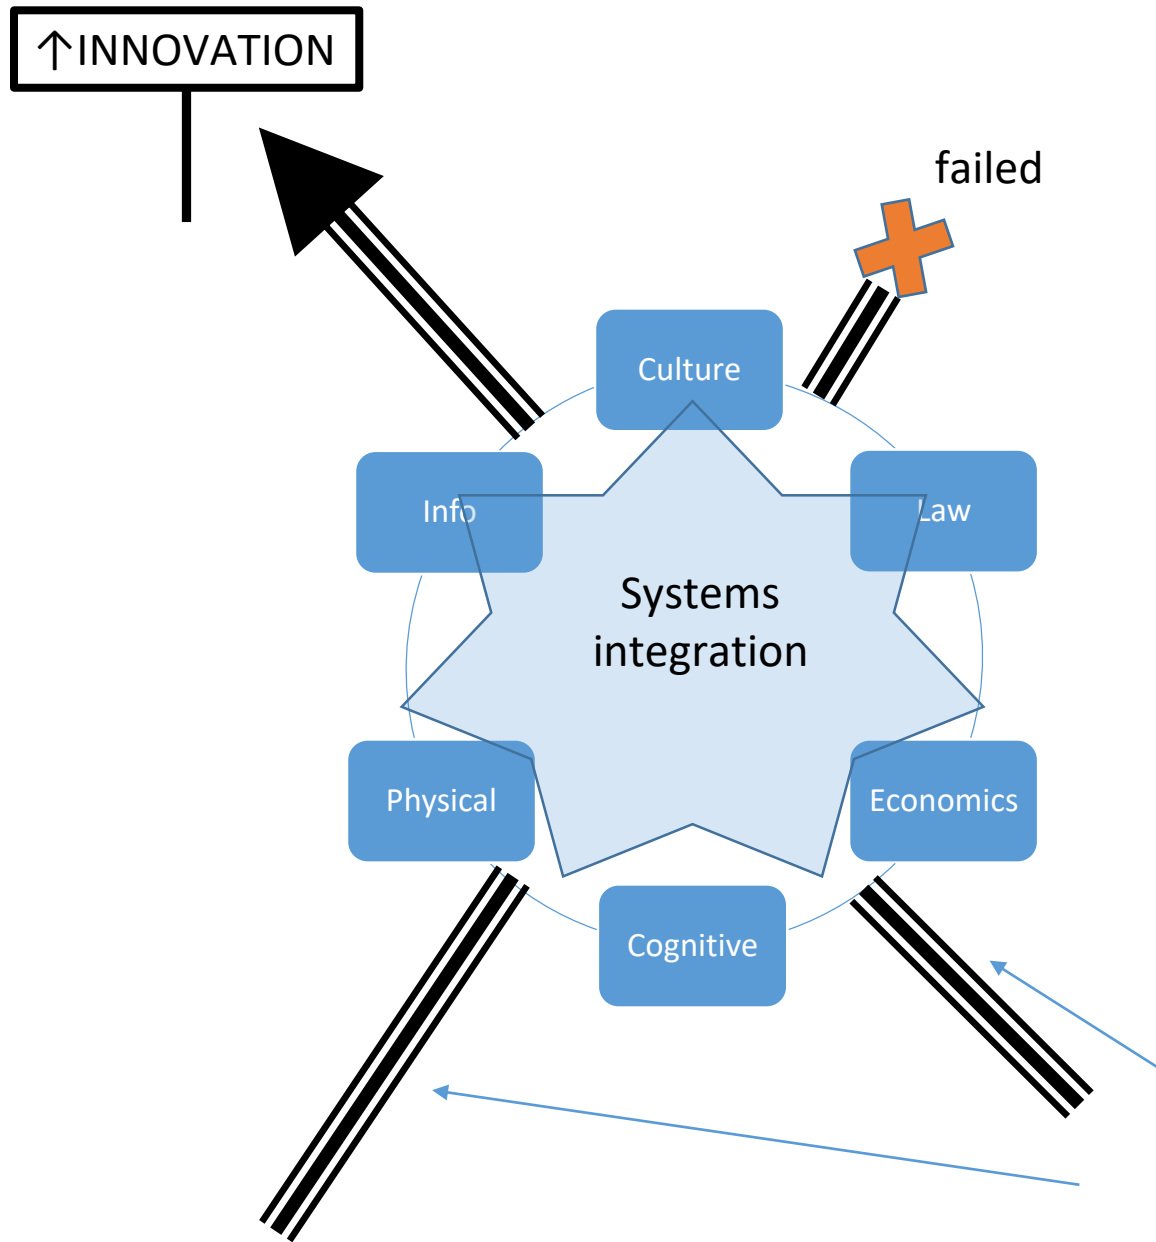 ↑INNOVATION
failed
Culture
Info
Law
Systems
integration
Physical
Economics
Cognitive